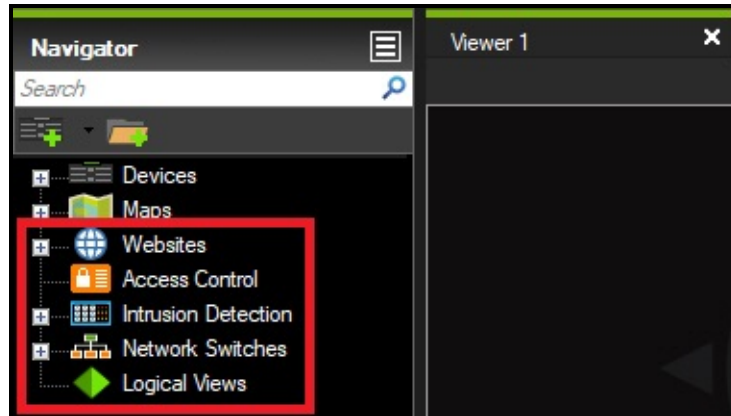 Navigator
Viewer 1
Search
Devices
Maps
Websites
Access Control
Intrusion Detection
Network Switches
Logical Views